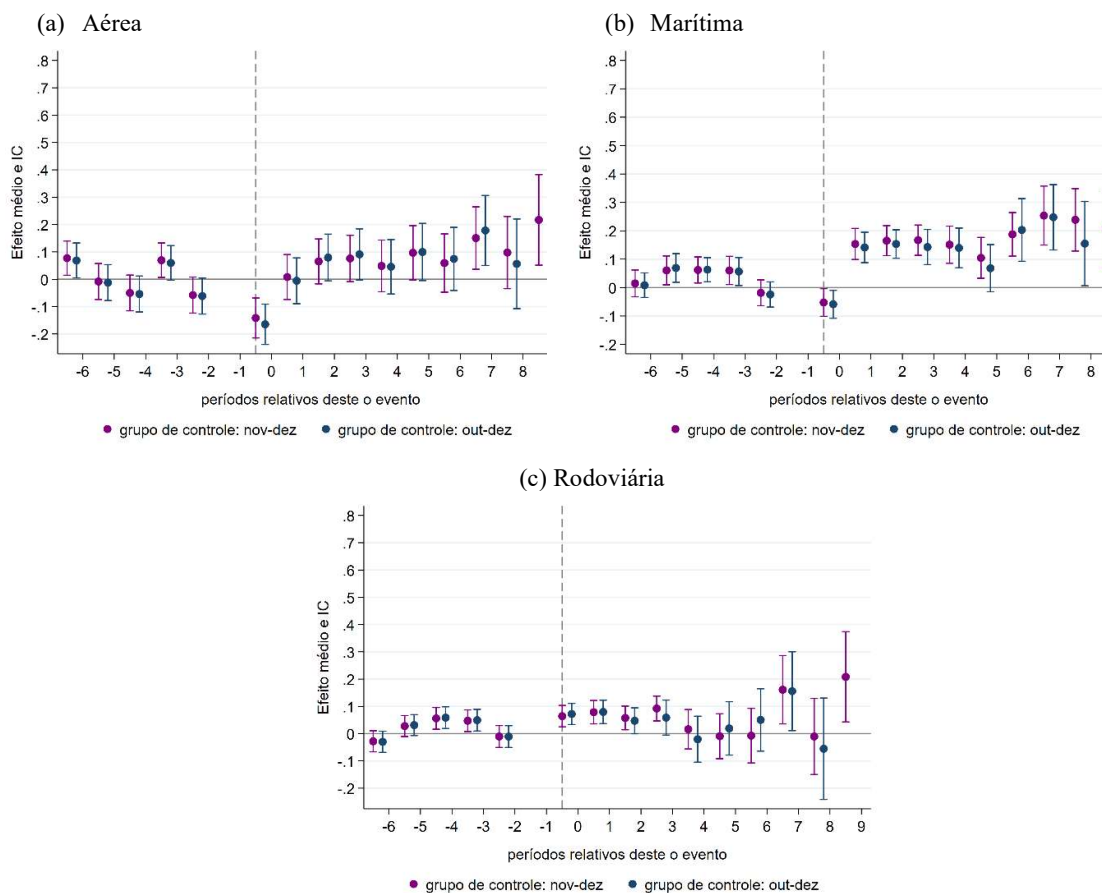 (a) Aérea
Efeito médio e IC
.8
.7
.6
.5
.4
.3
.2
.1
0
-.1
-.2
-6 -5 -4 -3 -2 -1 0 1 2 3 4 5 6 7 8
períodos relativos deste o evento
grupo de controle: nov-dez grupo de controle: out-dez
(b) Marítima
Efeito médio e IC
.8
.7
.6
.5
.4
.3
.2
.1
0
-.1
-.2
-6 -5 -4 -3 -2 -1 0 1 2 3 4 5 6 7 8
períodos relativos deste o evento
grupo de controle: nov-dez grupo de controle: out-dez
(c) Rodoviária
Efeito médio e IC
.8
.7
.6
.5
.4
.3
.2
.1
0
-.1
-.2
-6 -5 -4 -3 -2 -1 0 1 2 3 4 5 6 7 8 9
períodos relativos deste o evento
grupo de controle: nov-dez grupo de controle: out-dez